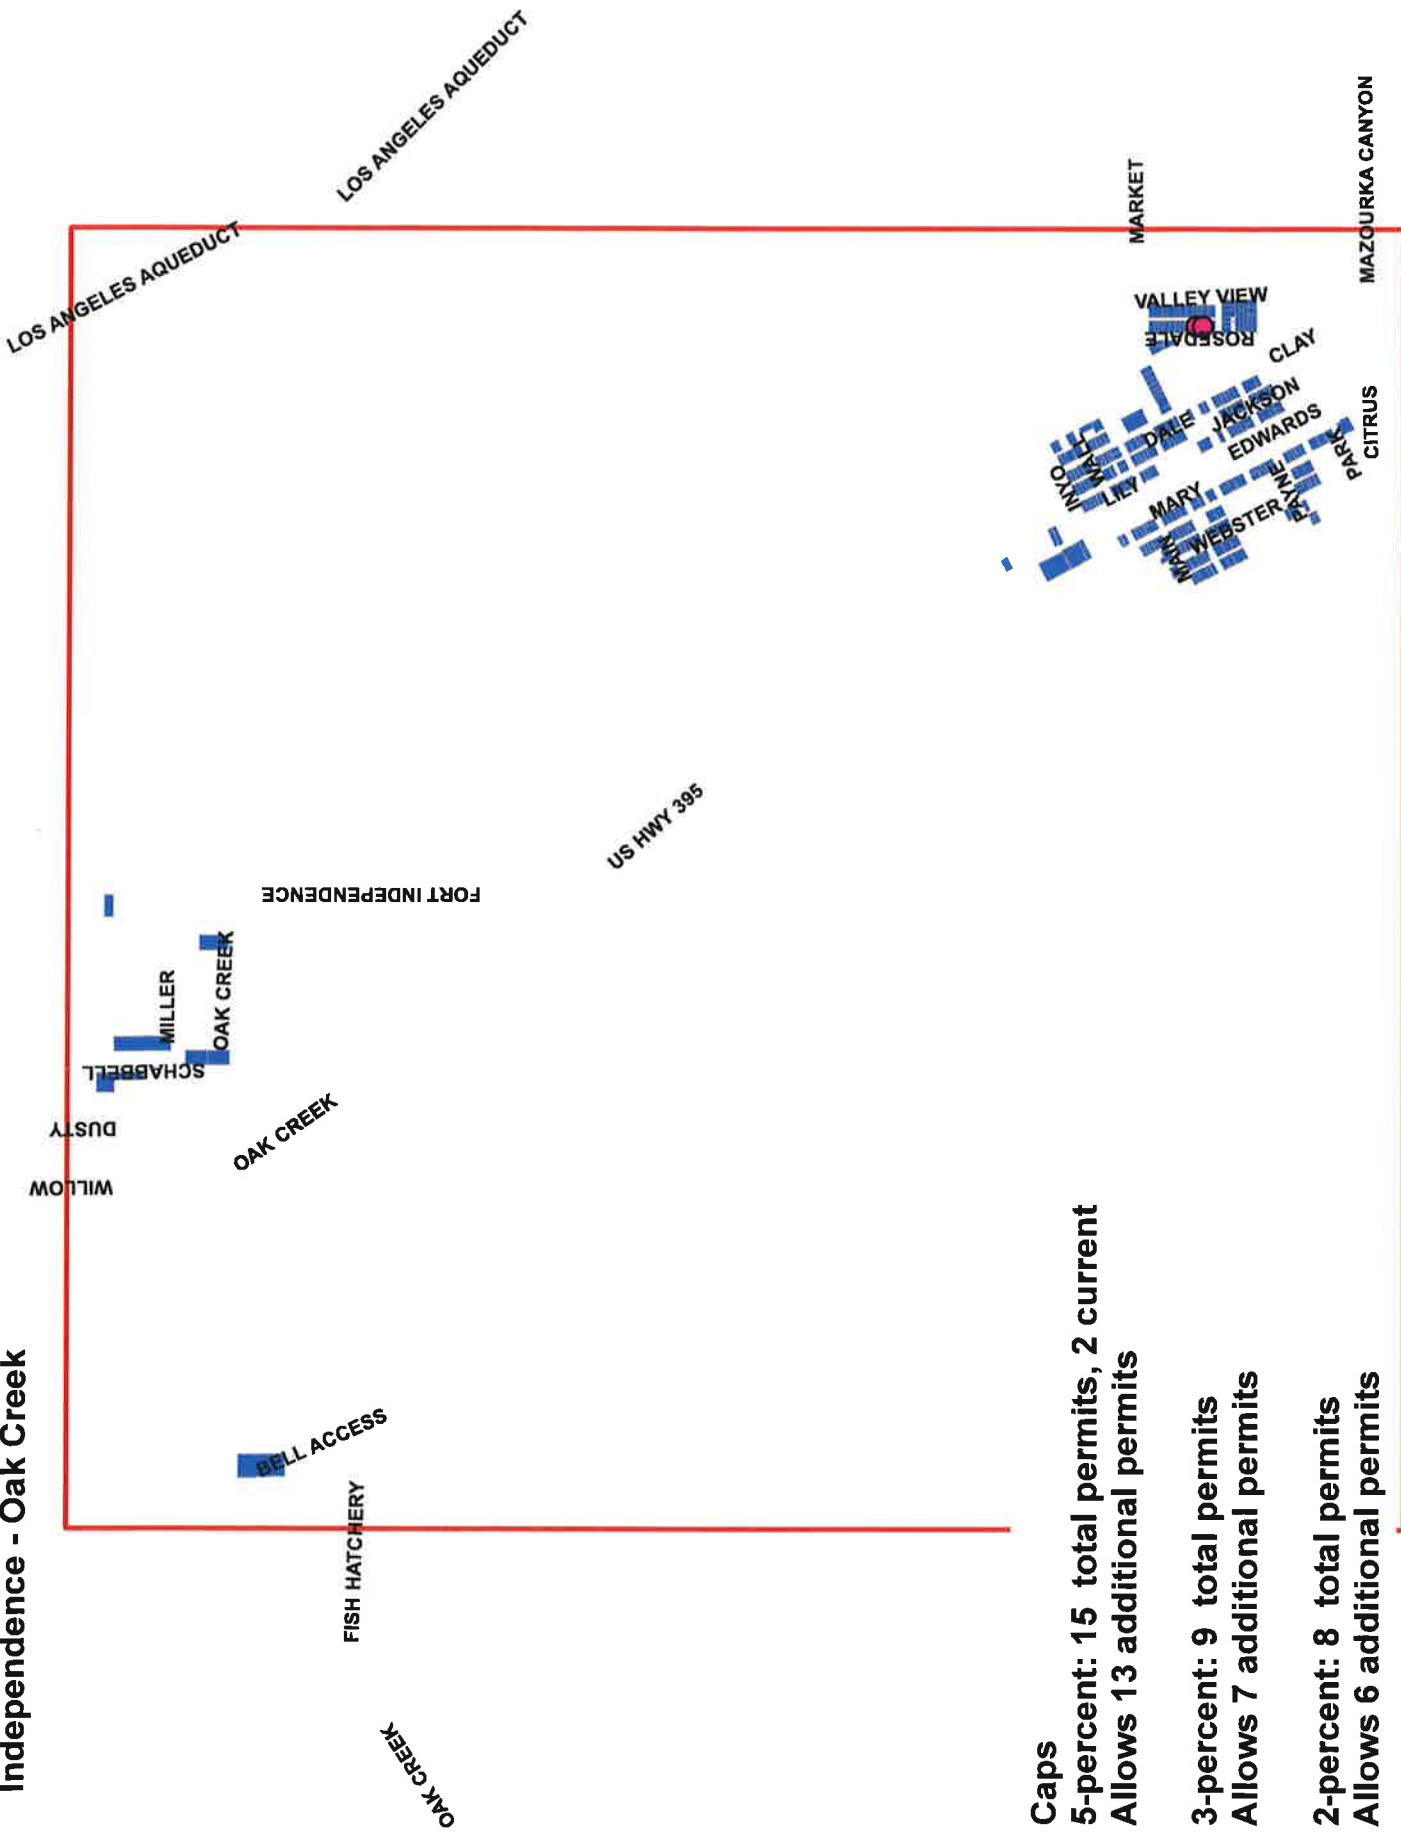 Independence - Oak Creek
LOS ANGELES AQUEDUCT
LOS ANGELES AQUEDUCT
WILLOW
DUSTY
SCHABBELL
MILLER
OAK CREEK
FORT INDEPENDENCE
OAK CREEK
BELL ACCESS
FISH HATCHERY
OAK CREEK
US HWY 395
MARKET
MAZOURKA CANYON
VALLEY VIEW
ROSEDALE
CLAY
JACKSON
EDWARDS
CITRUS
PARK
PAYNE
DALE
WALL
INYO
LILY
MARY
WEBSTER
MAIN
Caps
5-percent: 15 total permits, 2 current
Allows 13 additional permits
3-percent: 9 total permits
Allows 7 additional permits
2-percent: 8 total permits
Allows 6 additional permits